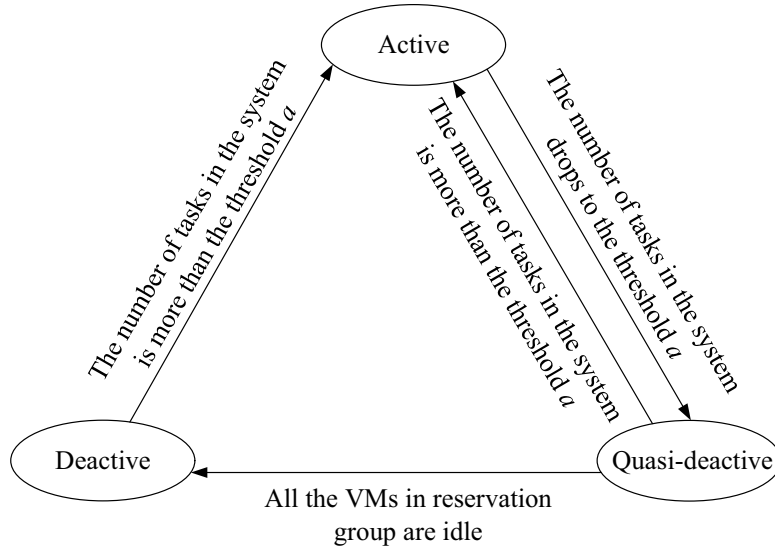 Active
The number of tasks in the system
is more than the threshold a
The number of tasks in the system
is more than the threshold a
The number of tasks in the system
drops to the threshold a
Deactive
Quasi-deactive
All the VMs in reservation
group are idle